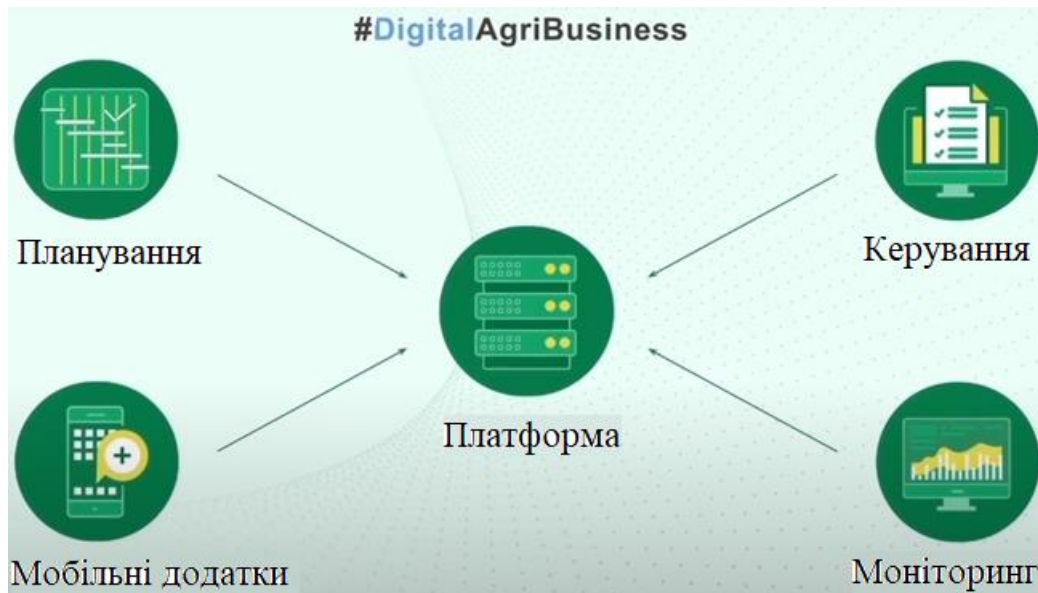 #DigitalAgriBusiness
Планування
Керування
Платформа
Мобільні додатки
Моніторинг